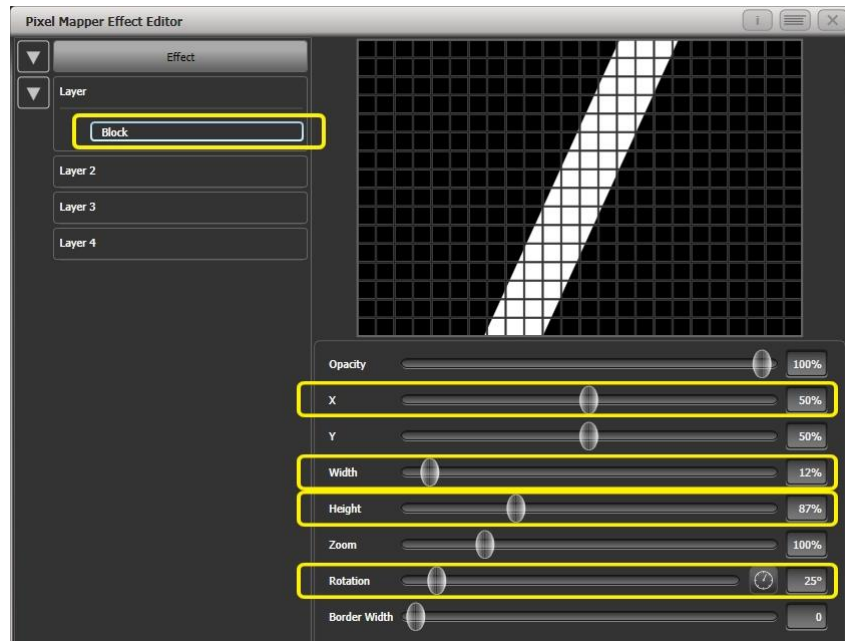 Pixel Mapper Effect Editor
i
X
Effect
Layer
Block
Layer 2
Layer 3
Layer 4
Opacity 100%
X 50%
Y 50%
Width 12%
Height 87%
Zoom 100%
Rotation 25°
Border Width 0